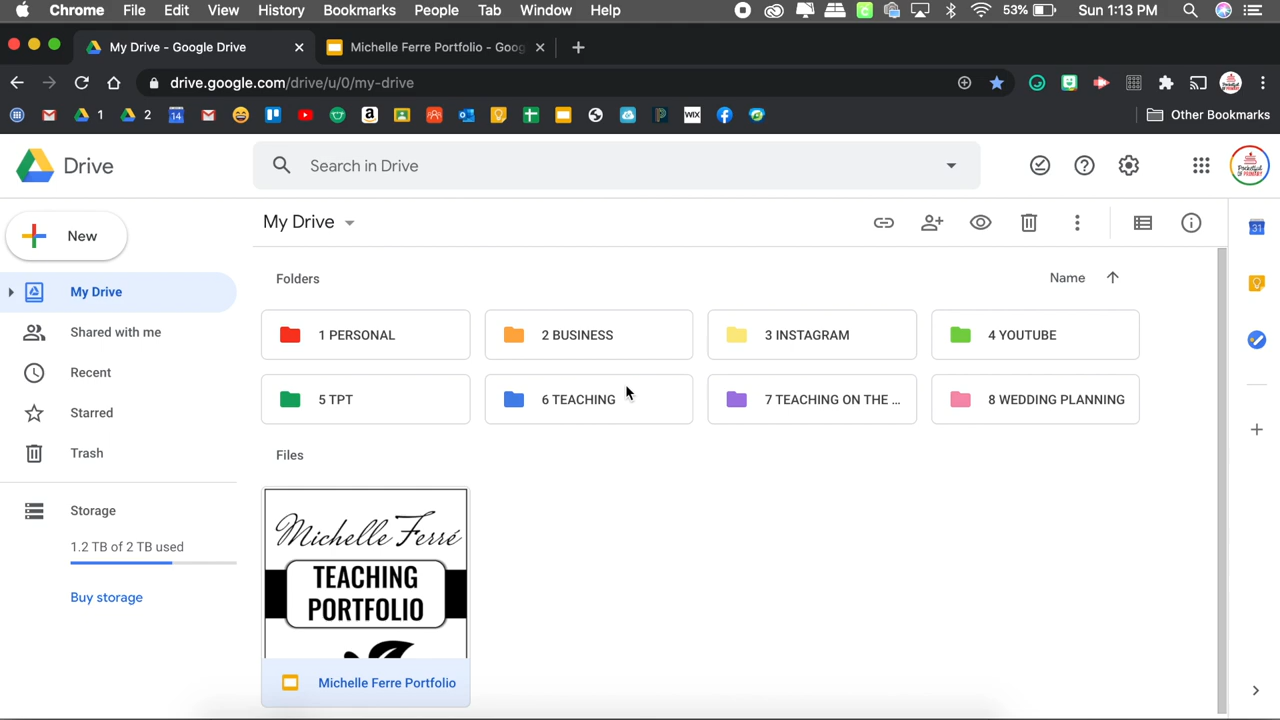 Chrome File Edit View History Bookmarks People Tab Window Help 53% Sun 1:13 PM
My Drive - Google Drive Michelle Ferre Portfolio - Goog
drive.google.com/drive/u/0/my-drive
1 2 14 WIX Other Bookmarks
Drive Search in Drive
My Drive
New
Folders Name
My Drive
Shared with me
1 PERSONAL 2 BUSINESS 3 INSTAGRAM 4 YOUTUBE
Recent
5 TPT 6 TEACHING 7 TEACHING ON THE ... 8 WEDDING PLANNING
Starred
Trash
Files
Storage
1.2 TB of 2 TB used
Buy storage
Michelle Ferré
TEACHING
PORTFOLIO
Michelle Ferre Portfolio
31